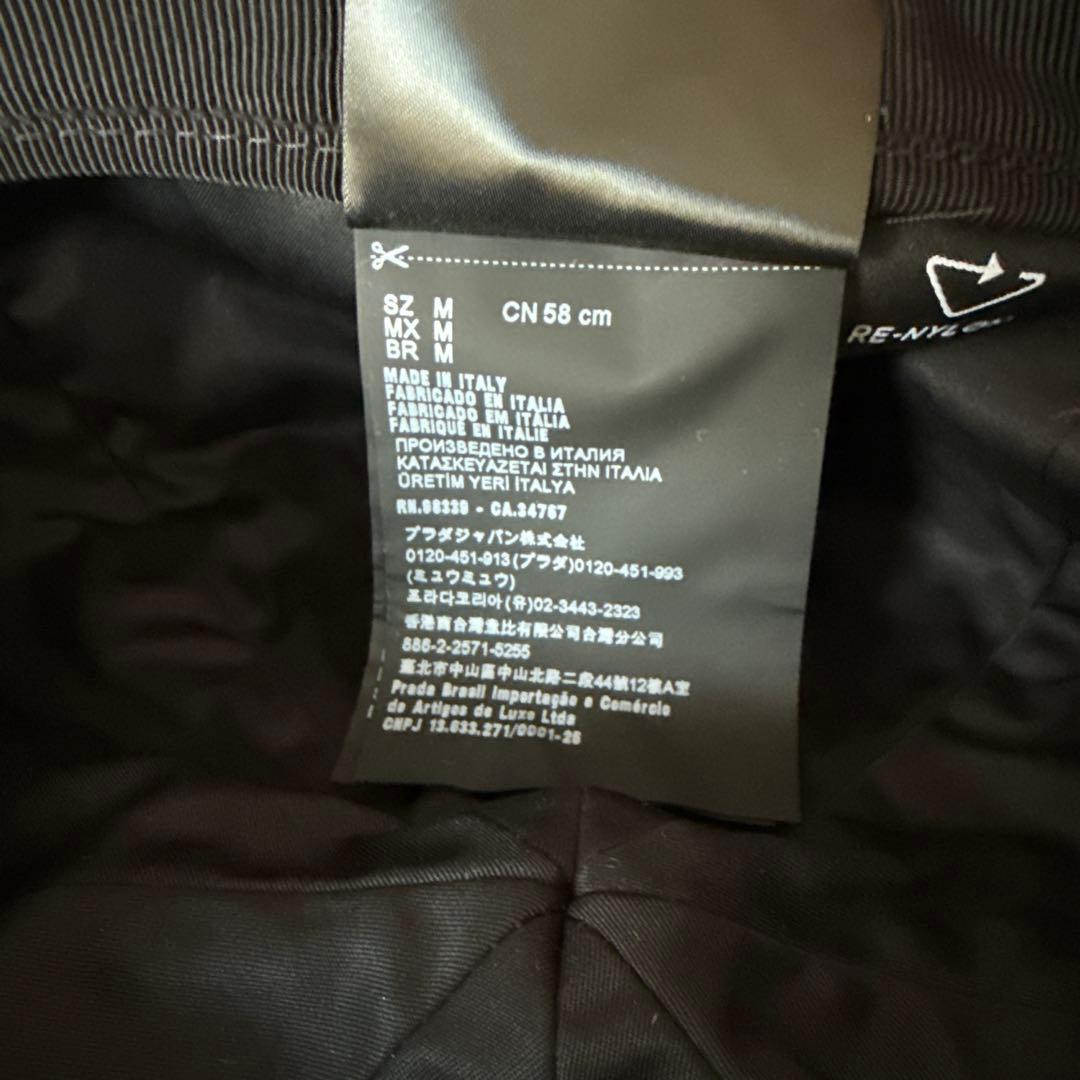 SZ M CN 58 cm
MX M
BR M
MADE IN ITALY
FABRICADO EN ITALIA
FABRICADO EM ITÁLIA
FABRIQUÉ EN ITALIE
ПРОИЗВЕДЕНО В ИТАЛИЯ
ΚΑΤΑΣΚΕΥΑΖΕΤΑΙ ΣΤΗΝ ΙΤΑΛΙΑ
ÜRETİM YERİ İTALYA
RN.98339 - CA.34767
プラダジャパン株式会社
0120-451-913(プラダ)0120-451-993
(ミュウミュウ)
프라다코리아(유)02-3443-2323
香港商台灣壹比有限公司台灣分公司
886-2-2571-5255
臺北市中山區中山北路二段44號12樓A室
Prada Brasil Importação e Comércio
de Artigos de Luxo Ltda
CNPJ 13.633.271/0001-25
RE-NYLON